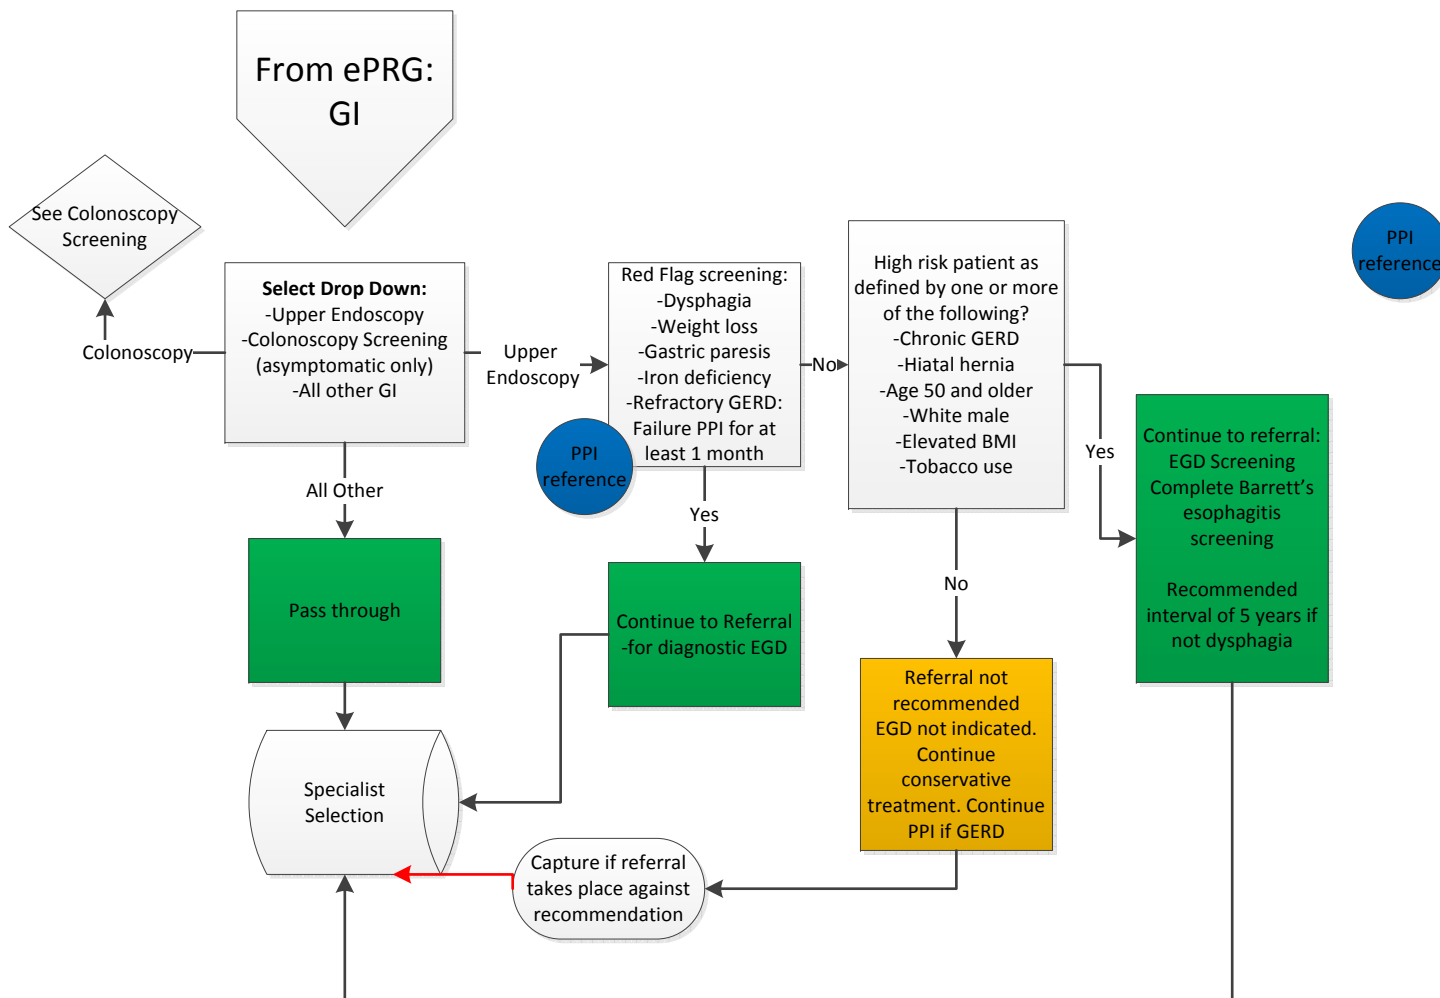 From ePRG:
GI
See Colonoscopy
Screening
Colonoscopy
Select Drop Down:
-Upper Endoscopy
-Colonoscopy Screening
(asymptomatic only)
-All other GI
Upper
Endoscopy
Red Flag screening:
-Dysphagia
-Weight loss
-Gastric paresis
-Iron deficiency
-Refractory GERD:
Failure PPI for at
least 1 month
PPI
reference
No
High risk patient as
defined by one or more
of the following?
-Chronic GERD
-Hiatal hernia
-Age 50 and older
-White male
-Elevated BMI
-Tobacco use
PPI
reference
Yes
Continue to referral:
EGD Screening
Complete Barrett's
esophagitis
screening
Recommended
interval of 5 years if
not dysphagia
All Other
Pass through
Yes
Continue to Referral
-for diagnostic EGD
No
Referral not
recommended
EGD not indicated.
Continue
conservative
treatment. Continue
PPI if GERD
Specialist
Selection
Capture if referral
takes place against
recommendation